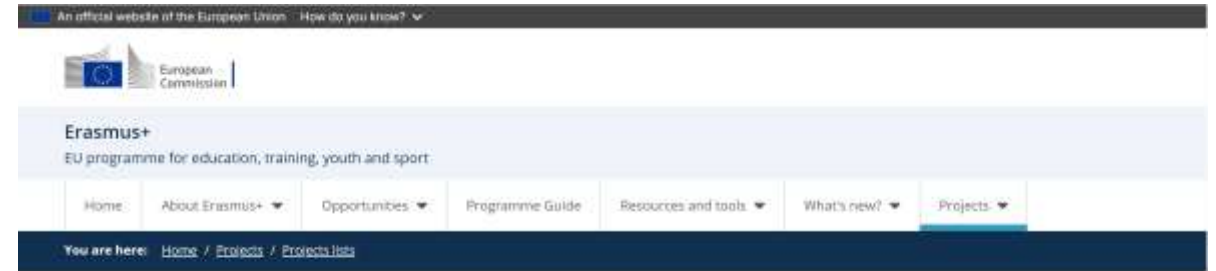 An official website of the European Union How do you know?
European
Commission
Erasmus+
EU programme for education, training, youth and sport
Home About Erasmus+ Opportunities Programme Guide Resources and tools What's new? Projects
You are here: Home / Projects / Projects lists